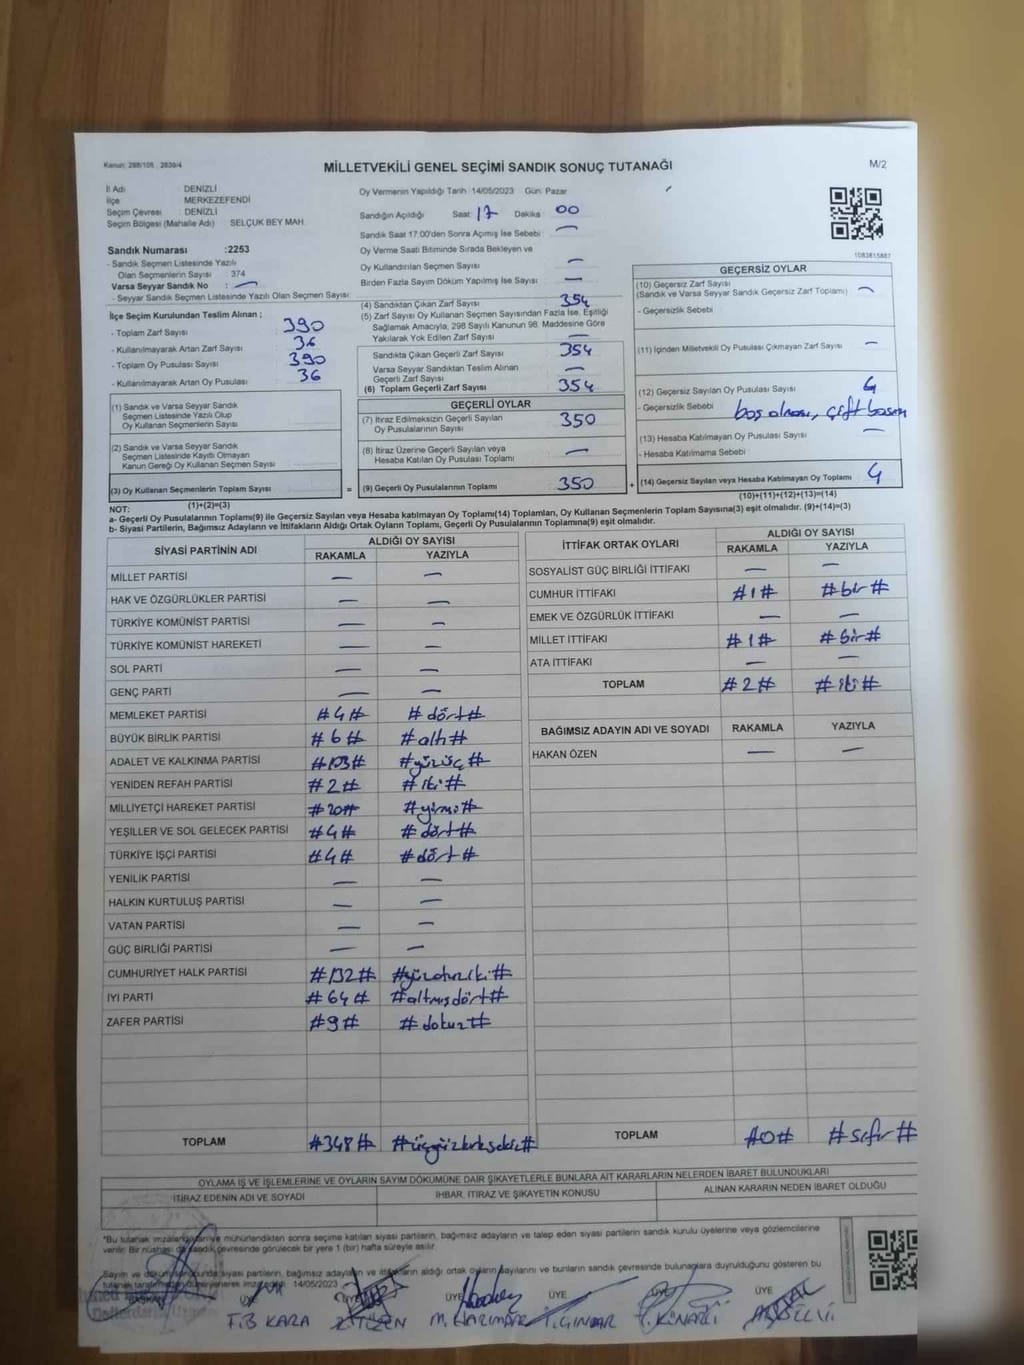 Kanun: 298/105 , 2839/4
MİLLETVEKİLİ GENEL SEÇİMİ SANDIK SONUÇ TUTANAĞI
M/2
İl Adı DENİZLİ
İlçe MERKEZEFENDİ
Seçim Çevresi DENİZLİ
Seçim Bölgesi (Mahalle Adı) SELÇUK BEY MAH.
Sandık Numarası :2253
- Sandık Seçmen Listesinde Yazılı
Olan Seçmenlerin Sayısı : 374
Varsa Seyyar Sandık No : —
- Seyyar Sandık Seçmen Listesinde Yazılı Olan Seçmen Sayısı:
İlçe Seçim Kurulundan Teslim Alınan ;
- Toplam Zarf Sayısı 390
- Kullanılmayarak Artan Zarf Sayısı 36
- Toplam Oy Pusulası Sayısı 390
- Kullanılmayarak Artan Oy Pusulası 36
(1) Sandık ve Varsa Seyyar Sandık
Seçmen Listesinde Yazılı Olup
Oy Kullanan Seçmenlerin Sayısı
(2) Sandık ve Varsa Seyyar Sandık
Seçmen Listesinde Kayıtlı Olmayan
Kanun Gereği Oy Kullanan Seçmen Sayısı
(3) Oy Kullanan Seçmenlerin Toplam Sayısı
(1)+(2)=(3)
Oy Vermenin Yapıldığı Tarih 14/05/2023 Gün: Pazar
Sandığın Açıldığı Saat 17 Dakika 00
Sandık Saat 17:00'den Sonra Açılmış İse Sebebi —
Oy Verme Saati Bitiminde Sırada Bekleyen ve
Oy Kullandırılan Seçmen Sayısı —
Birden Fazla Sayım Döküm Yapılmış İse Sayısı —
(4) Sandıktan Çıkan Zarf Sayısı 354
(5) Zarf Sayısı Oy Kullanan Seçmen Sayısından Fazla İse, Eşitliği
Sağlamak Amacıyla, 298 Sayılı Kanunun 98. Maddesine Göre
Yakılarak Yok Edilen Zarf Sayısı —
Sandıkta Çıkan Geçerli Zarf Sayısı 354
Varsa Seyyar Sandıktan Teslim Alınan
Geçerli Zarf Sayısı —
(6) Toplam Geçerli Zarf Sayısı 354
GEÇERLİ OYLAR
(7) İtiraz Edilmeksizin Geçerli Sayılan
Oy Pusulalarının Sayısı 350
(8) İtiraz Üzerine Geçerli Sayılan veya
Hesaba Katılan Oy Pusulası Toplamı —
= (9) Geçerli Oy Pusulalarının Toplamı 350 +
1083815887
GEÇERSİZ OYLAR
(10) Geçersiz Zarf Sayısı
(Sandık ve Varsa Seyyar Sandık Geçersiz Zarf Toplamı) —
- Geçersizlik Sebebi
(11) İçinden Milletvekili Oy Pusulası Çıkmayan Zarf Sayısı —
(12) Geçersiz Sayılan Oy Pusulası Sayısı 4
- Geçersizlik Sebebi boş olması, çift basım
(13) Hesaba Katılmayan Oy Pusulası Sayısı —
- Hesaba Katılmama Sebebi
(14) Geçersiz Sayılan veya Hesaba Katılmayan Oy Toplamı 4
(10)+(11)+(12)+(13)=(14)
NOT:
a- Geçerli Oy Pusulalarının Toplamı(9) ile Geçersiz Sayılan veya Hesaba katılmayan Oy Toplamı(14) Toplamları, Oy Kullanan Seçmenlerin Toplam Sayısına(3) eşit olmalıdır. (9)+(14)=(3)
b- Siyasi Partilerin, Bağımsız Adayların ve İttifakların Aldığı Ortak Oyların Toplamı, Geçerli Oy Pusulalarının Toplamına(9) eşit olmalıdır.
SİYASİ PARTİNİN ADI ALDIĞI OY SAYISI
RAKAMLA YAZIYLA
MİLLET PARTİSİ — —
HAK VE ÖZGÜRLÜKLER PARTİSİ — —
TÜRKİYE KOMÜNİST PARTİSİ — —
TÜRKİYE KOMÜNİST HAREKETİ — —
SOL PARTİ — —
GENÇ PARTİ — —
MEMLEKET PARTİSİ #4# #dört#
BÜYÜK BİRLİK PARTİSİ #6# #altı#
ADALET VE KALKINMA PARTİSİ #103# #yüzüç#
YENİDEN REFAH PARTİSİ #2# #iki#
MİLLİYETÇİ HAREKET PARTİSİ #20# #yirmi#
YEŞİLLER VE SOL GELECEK PARTİSİ #4# #dört#
TÜRKİYE İŞÇİ PARTİSİ #4# #dört#
YENİLİK PARTİSİ — —
HALKIN KURTULUŞ PARTİSİ — —
VATAN PARTİSİ — —
GÜÇ BİRLİĞİ PARTİSİ — —
CUMHURİYET HALK PARTİSİ #132# #yüzotuziki#
İYİ PARTİ #64# #altmışdört#
ZAFER PARTİSİ #9# #dokuz#
TOPLAM #348# #üçyüzkırksekiz#
İTTİFAK ORTAK OYLARI ALDIĞI OY SAYISI
RAKAMLA YAZIYLA
SOSYALİST GÜÇ BİRLİĞİ İTTİFAKI — —
CUMHUR İTTİFAKI #1# #bir#
EMEK VE ÖZGÜRLÜK İTTİFAKI — —
MİLLET İTTİFAKI #1# #bir#
ATA İTTİFAKI — —
TOPLAM #2# #iki#
BAĞIMSIZ ADAYIN ADI VE SOYADI RAKAMLA YAZIYLA
HAKAN ÖZEN — —
TOPLAM #0# #sıfır#
OYLAMA İŞ VE İŞLEMLERİNE VE OYLARIN SAYIM DÖKÜMÜNE DAİR ŞİKAYETLERLE BUNLARA AİT KARARLARIN NELERDEN İBARET BULUNDUKLARI
İTİRAZ EDENİN ADI VE SOYADI İHBAR, İTİRAZ VE ŞİKAYETİN KONUSU ALINAN KARARIN NEDEN İBARET OLDUĞU
*Bu tutanak imzalandıktan ve mühürlendikten sonra seçime katılan siyasi partilerin, bağımsız adayların ve talep eden siyasi partilerin sandık kurulu üyelerine veya gözlemcilerine
verilir. Bir nüshası da sandık çevresinde görülecek bir yere 1 (bir) hafta süreyle asılır.
Sayım ve döküm sonucunda siyasi partilerin, bağımsız adayların ve ittifakların aldığı ortak oyların sayılarını ve bunların sandık çevresinde bulunanlara duyrulduğunu gösteren bu
tutanak tarafımızdan düzenlenerek imza edildi. 14/05/2023
BAŞKAN ÜYE ÜYE ÜYE ÜYE ÜYE ÜYE
F.B KARA